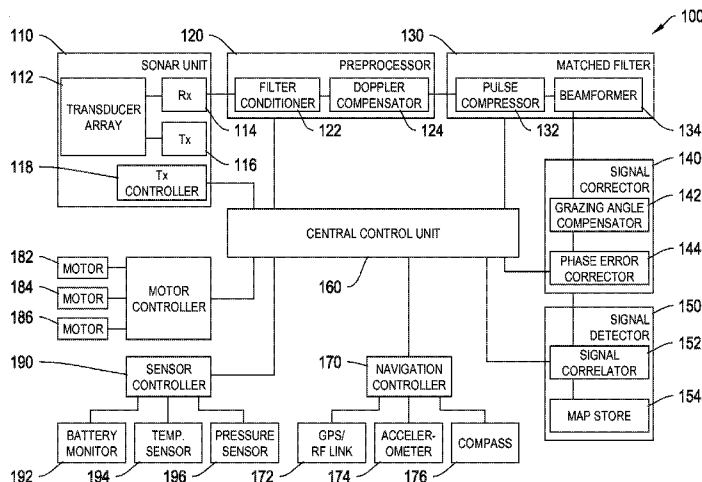 100
110
SONAR UNIT
112
TRANSDUCER
ARRAY
Rx
114
Tx
116
118
Tx
CONTROLLER
120
PREPROCESSOR
FILTER
CONDITIONER
122
DOPPLER
COMPENSATOR
124
130
MATCHED FILTER
PULSE
COMPRESSOR
132
BEAMFORMER
134
140
SIGNAL
CORRECTOR
142
GRAZING ANGLE
COMPENSATOR
144
PHASE ERROR
CORRECTOR
CENTRAL CONTROL UNIT
160
182
MOTOR
184
MOTOR
186
MOTOR
MOTOR
CONTROLLER
150
SIGNAL
DETECTOR
152
SIGNAL
CORRELATOR
154
MAP STORE
190
SENSOR
CONTROLLER
170
NAVIGATION
CONTROLLER
BATTERY
MONITOR
192
TEMP.
SENSOR
194
PRESSURE
SENSOR
196
GPS/
RF LINK
172
ACCELER-
OMETER
174
COMPASS
176